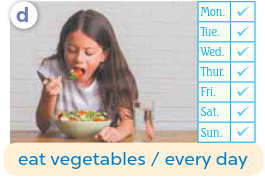 d
Mon. ✓
Tue. ✓
Wed. ✓
Thur. ✓
Fri. ✓
Sat. ✓
Sun. ✓
eat vegetables / every day